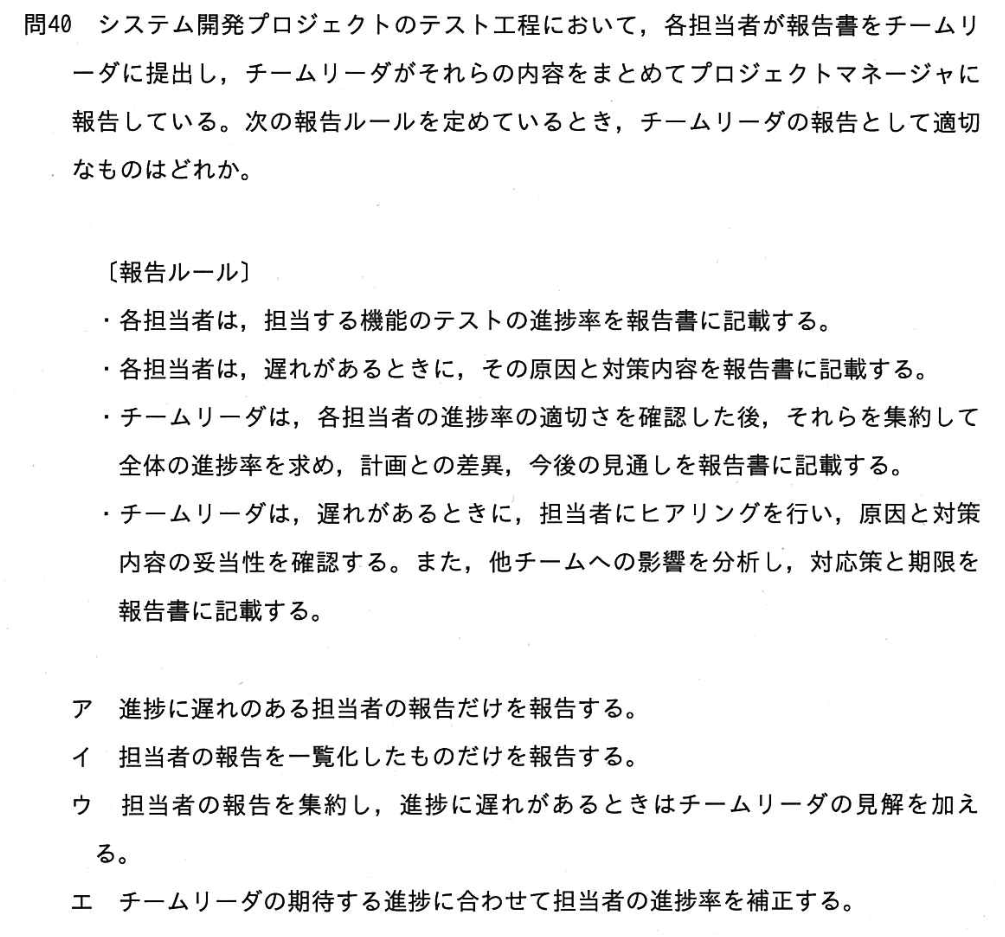 問40 システム開発プロジェクトのテスト工程において，各担当者が報告書をチームリ
ーダに提出し，チームリーダがそれらの内容をまとめてプロジェクトマネージャに
報告している。次の報告ルールを定めているとき，チームリーダの報告として適切
なものはどれか。
〔報告ルール〕
・各担当者は，担当する機能のテストの進捗率を報告書に記載する。
・各担当者は，遅れがあるときに，その原因と対策内容を報告書に記載する。
・チームリーダは，各担当者の進捗率の適切さを確認した後，それらを集約して
全体の進捗率を求め，計画との差異，今後の見通しを報告書に記載する。
・チームリーダは，遅れがあるときに，担当者にヒアリングを行い，原因と対策
内容の妥当性を確認する。また，他チームへの影響を分析し，対応策と期限を
報告書に記載する。
ア 進捗に遅れのある担当者の報告だけを報告する。
イ 担当者の報告を一覧化したものだけを報告する。
ウ 担当者の報告を集約し，進捗に遅れがあるときはチームリーダの見解を加え
る。
エ チームリーダの期待する進捗に合わせて担当者の進捗率を補正する。